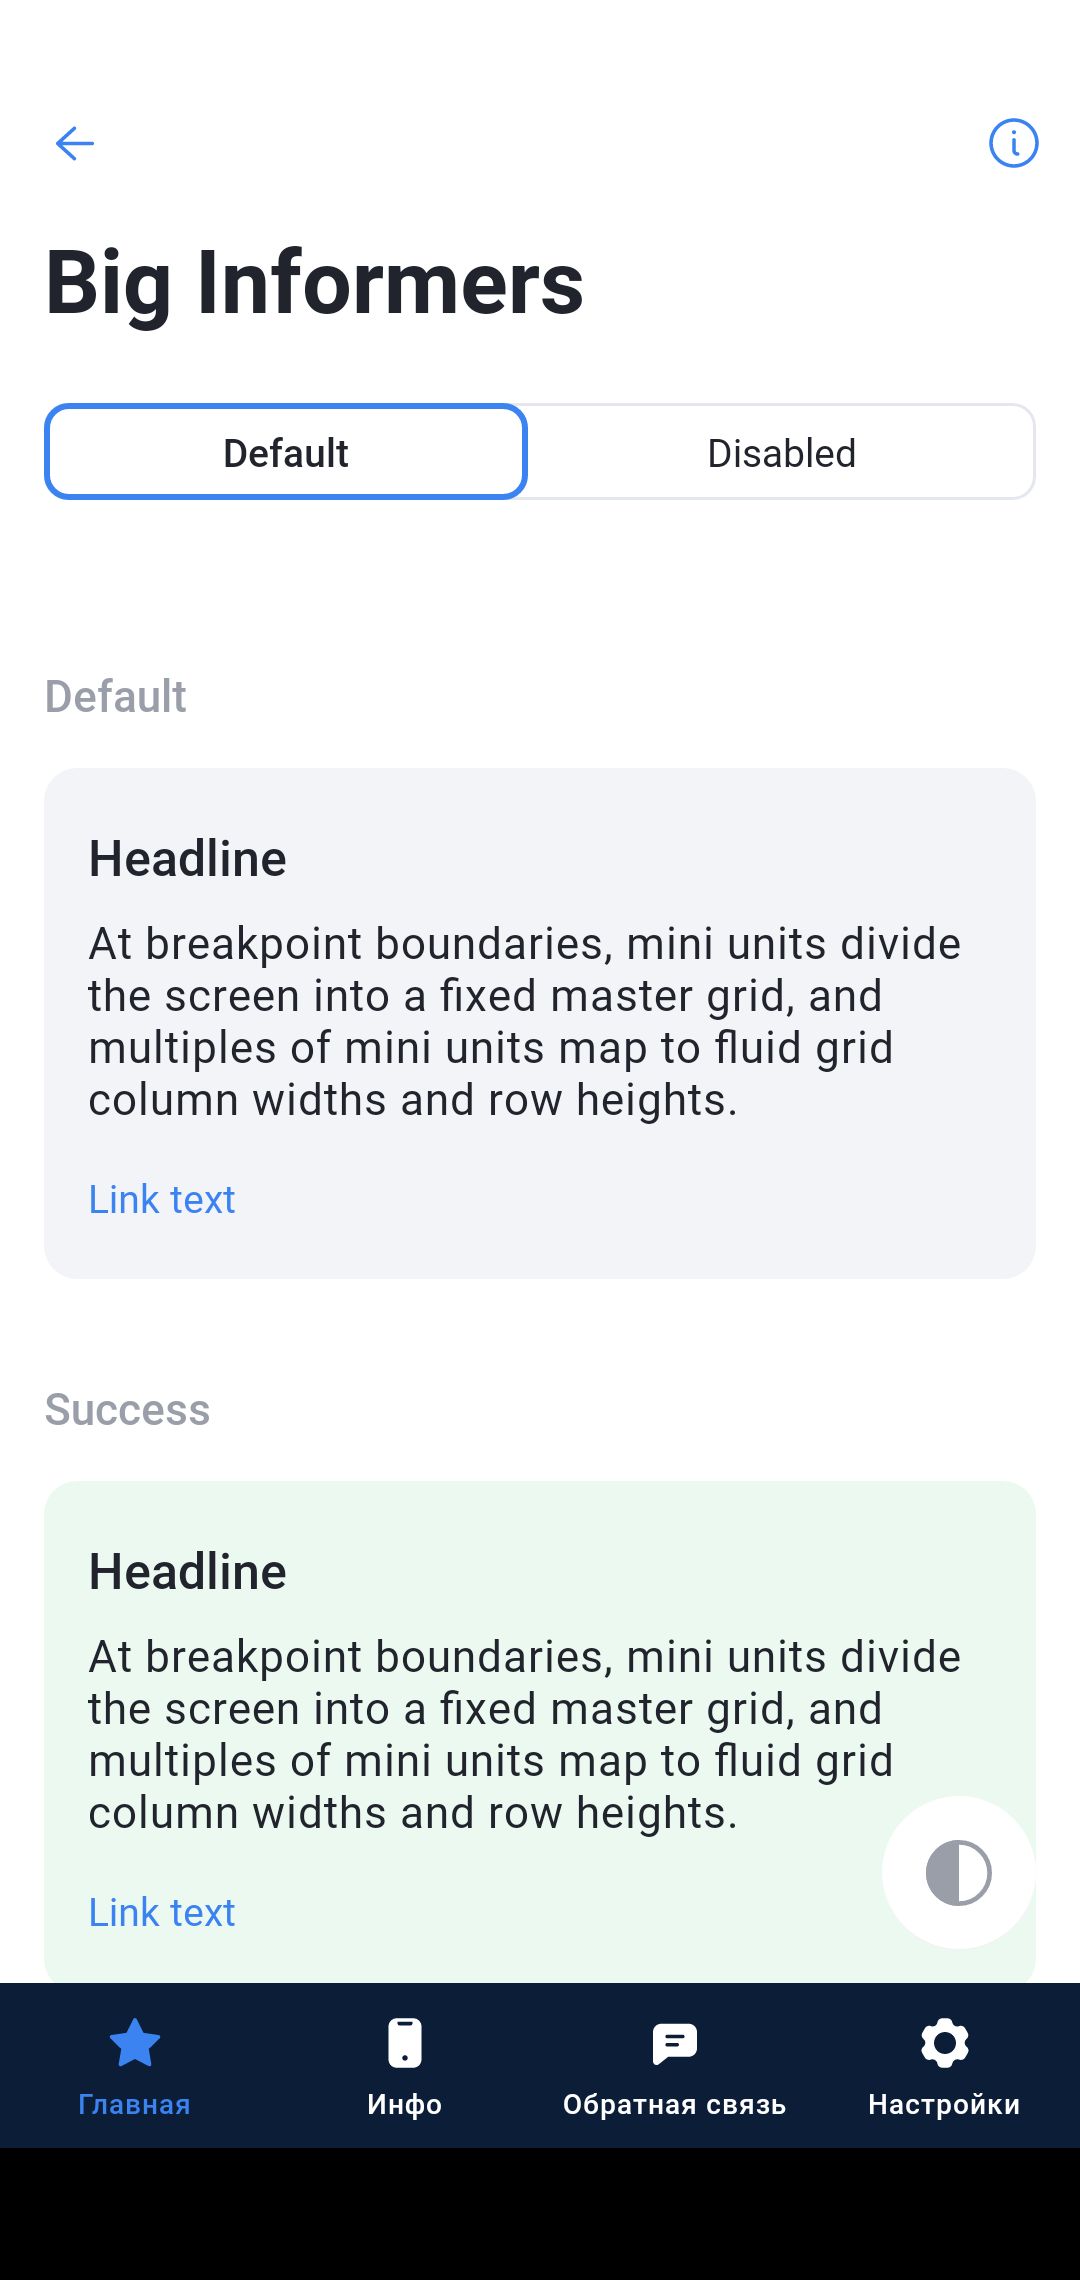 Big Informers
Default
Disabled
Default
Headline
At breakpoint boundaries, mini units divide
the screen into a fixed master grid, and
multiples of mini units map to fluid grid
column widths and row heights.
Link text
Success
Headline
At breakpoint boundaries, mini units divide
the screen into a fixed master grid, and
multiples of mini units map to fluid grid
column widths and row heights.
Link text
Главная
Инфо
Обратная связь
Настройки